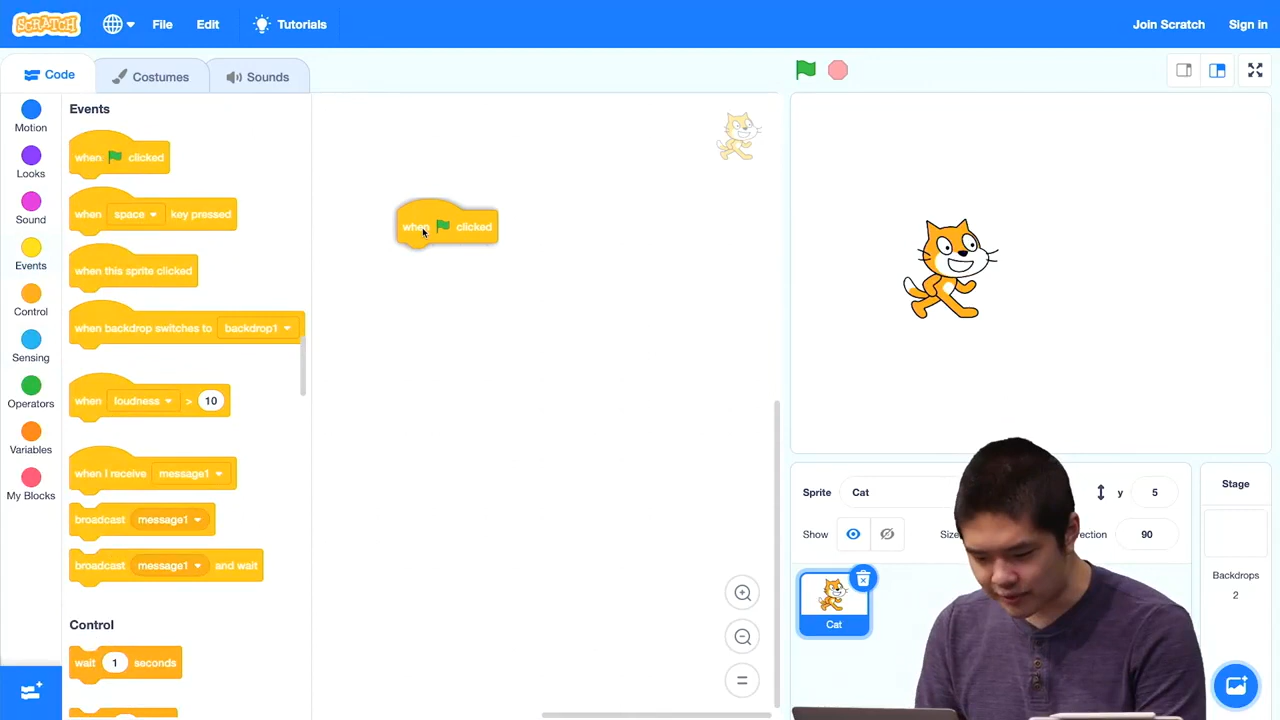 SCRATCH File Edit Tutorials Join Scratch Sign in
Code Costumes Sounds
Motion
Looks
Sound
Events
Control
Sensing
Operators
Variables
My Blocks
Events
when clicked
when space key pressed
when this sprite clicked
when backdrop switches to backdrop1
when loudness > 10
when I receive message1
broadcast message1
broadcast message1 and wait
Control
wait 1 seconds
when clicked
Sprite Cat y 5
Show 90
Cat
Stage
Backdrops
2